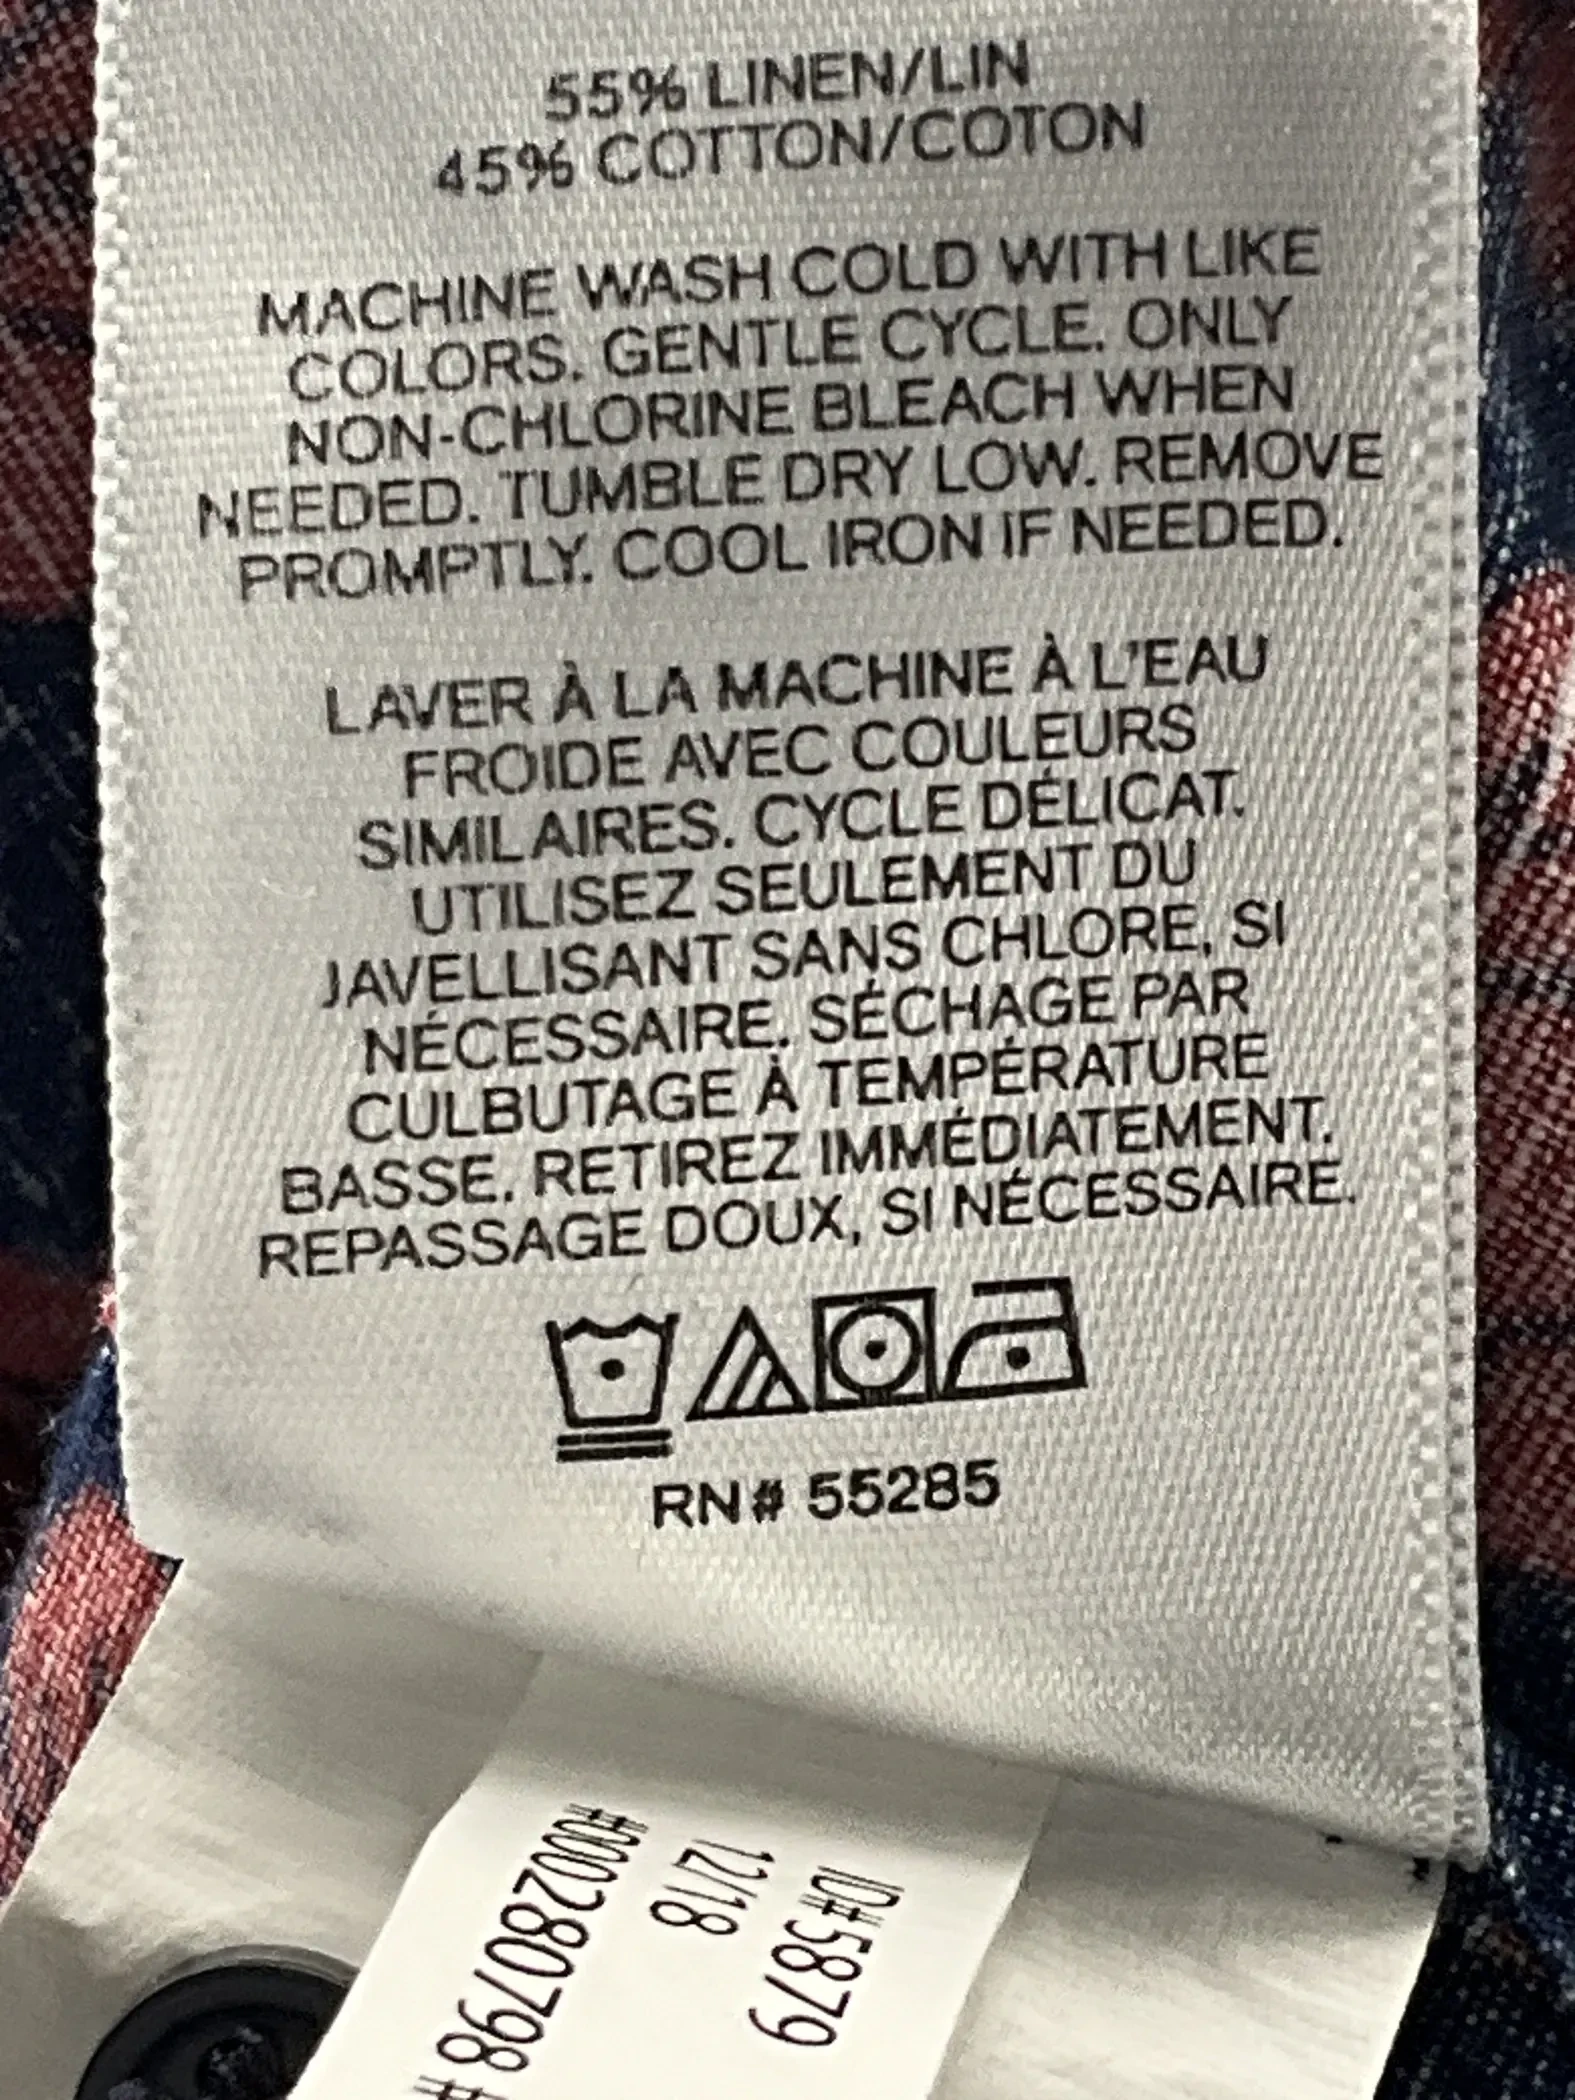 55% LINEN/LIN
45% COTTON/COTON
MACHINE WASH COLD WITH LIKE
COLORS. GENTLE CYCLE. ONLY
NON-CHLORINE BLEACH WHEN
NEEDED. TUMBLE DRY LOW. REMOVE
PROMPTLY. COOL IRON IF NEEDED.
LAVER À LA MACHINE À L'EAU
FROIDE AVEC COULEURS
SIMILAIRES. CYCLE DÉLICAT.
UTILISEZ SEULEMENT DU
JAVELLISANT SANS CHLORE, SI
NÉCESSAIRE. SÉCHAGE PAR
CULBUTAGE À TEMPÉRATURE
BASSE. RETIREZ IMMÉDIATEMENT.
REPASSAGE DOUX, SI NÉCESSAIRE.
RN# 55285
ID#5879
12/18
#000280798#